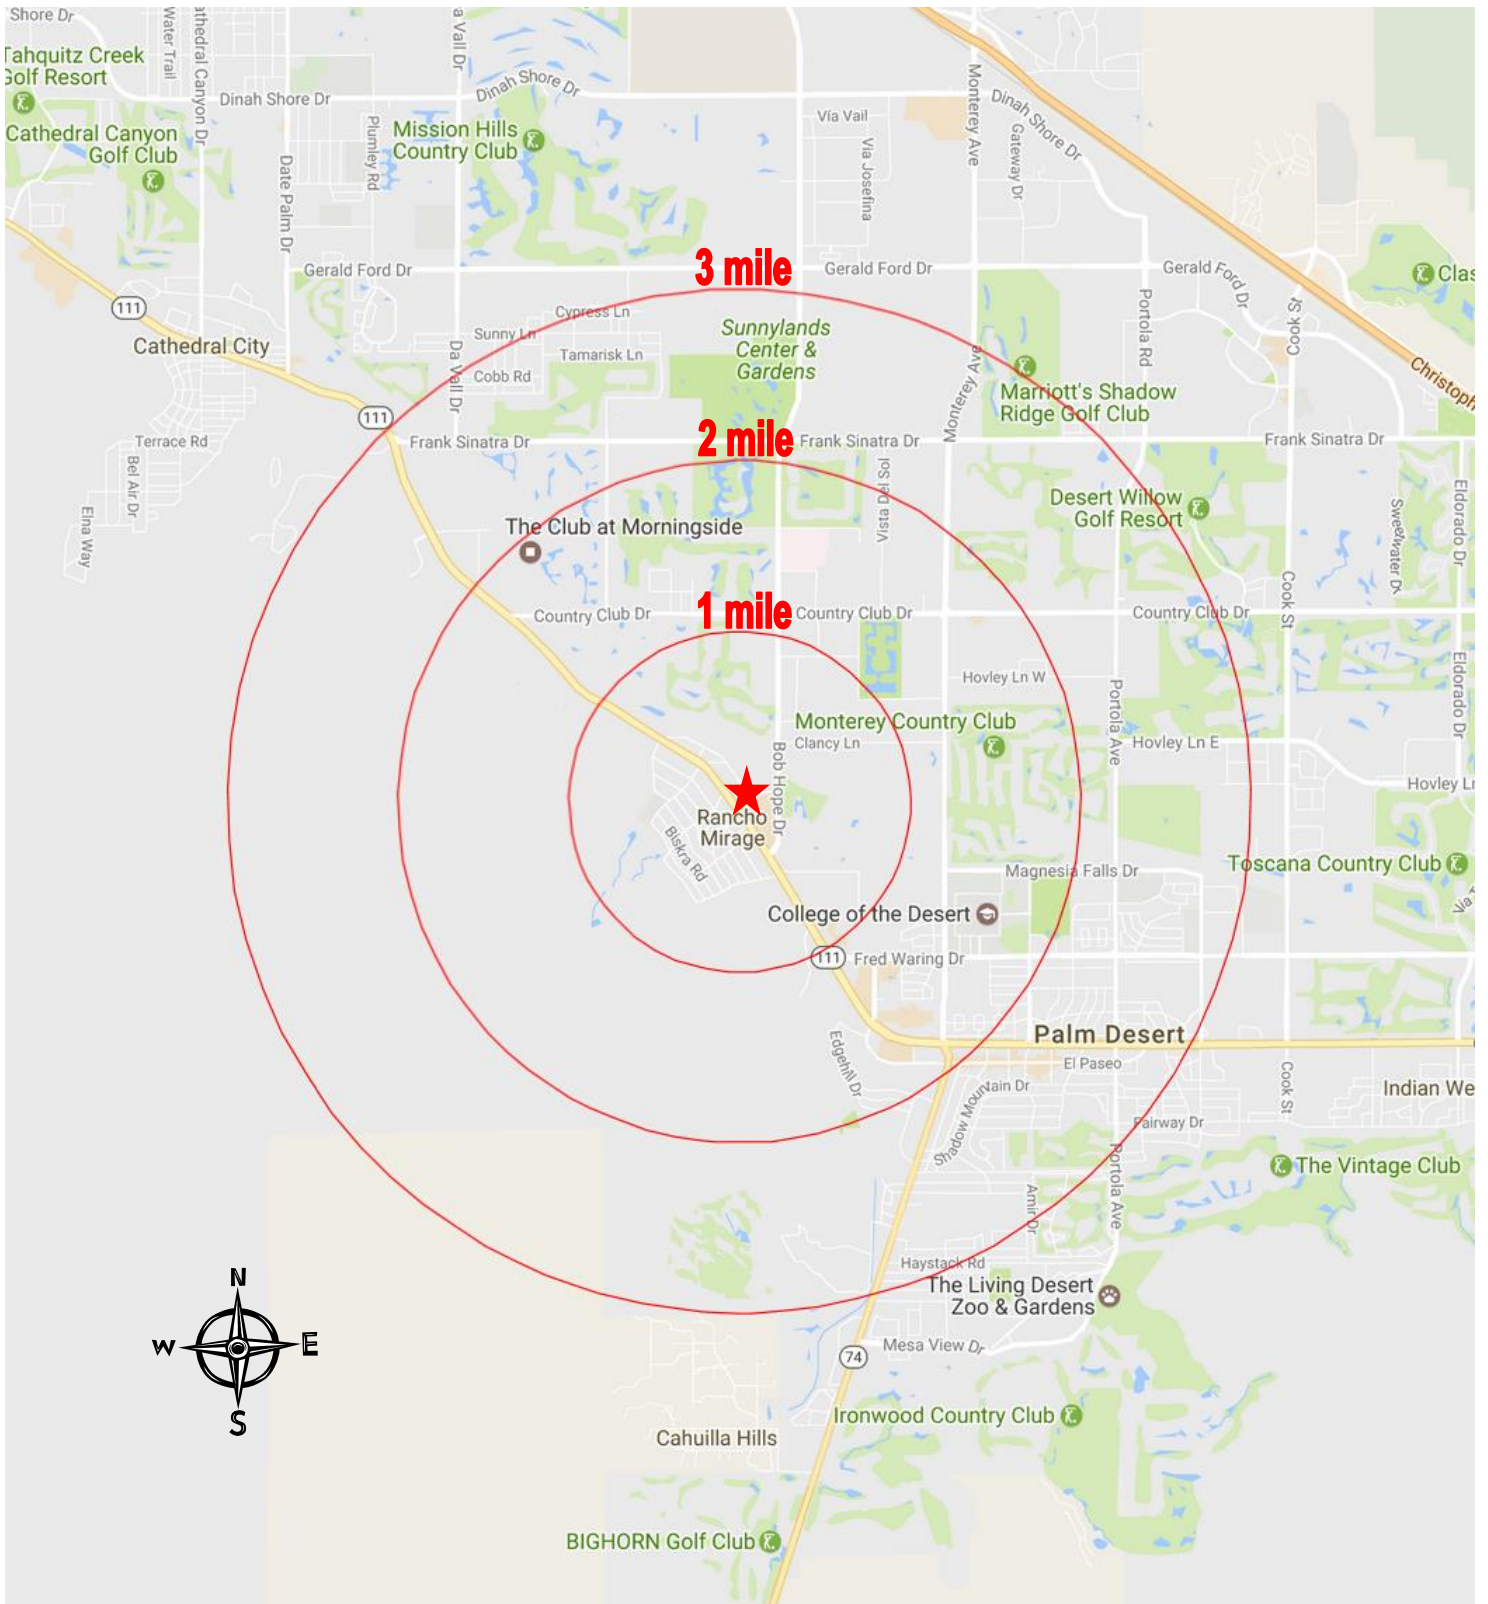 Shore Dr
a Vall Dr
Water Trail
athedral Canyon Dr
Tahquitz Creek
Golf Resort
Dinah Shore Dr
Dinah Shore Dr
Monterey Ave
Dinah Shore Dr
Via Vail
Gateway Dr
Cathedral Canyon
Golf Club
Plumley Rd
Mission Hills
Country Club
Via Josefina
Date Palm Dr
3 mile
Gerald Ford Dr
Gerald Ford Dr
Gerald Ford Dr
Clas
111
Cypress Ln
Sunny Ln
Sunnylands
Center &
Gardens
Portola Rd
Cook St
Cathedral City
Da Vall Dr
Tamarisk Ln
Cobb Rd
Monterey Ave
Marriott's Shadow
Ridge Golf Club
Christoph
111
Terrace Rd
Frank Sinatra Dr
2 mile
Frank Sinatra Dr
Frank Sinatra Dr
Bel Air Dr
Elna Way
Vista Del Sol
Desert Willow
Golf Resort
Eldorado Dr
Sweetwater Dr
The Club at Morningside
Cook St
1 mile
Country Club Dr
Country Club Dr
Country Club Dr
Hovley Ln W
Eldorado Dr
Portola Ave
Monterey Country Club
Clancy Ln
Hovley Ln E
Bob Hope Dr
Hovley Ln
Rancho
Mirage
Biskra Rd
Magnesia Falls Dr
Toscana Country Club
Via
College of the Desert
111
Fred Waring Dr
Palm Desert
Edgehill Dr
El Paseo
Cook St
Indian We
Shadow Mountain Dr
Fairway Dr
Portola Ave
The Vintage Club
Amir Dr
Haystack Rd
The Living Desert
Zoo & Gardens
N
W
E
S
74
Mesa View Dr
Ironwood Country Club
Cahuilla Hills
BIGHORN Golf Club